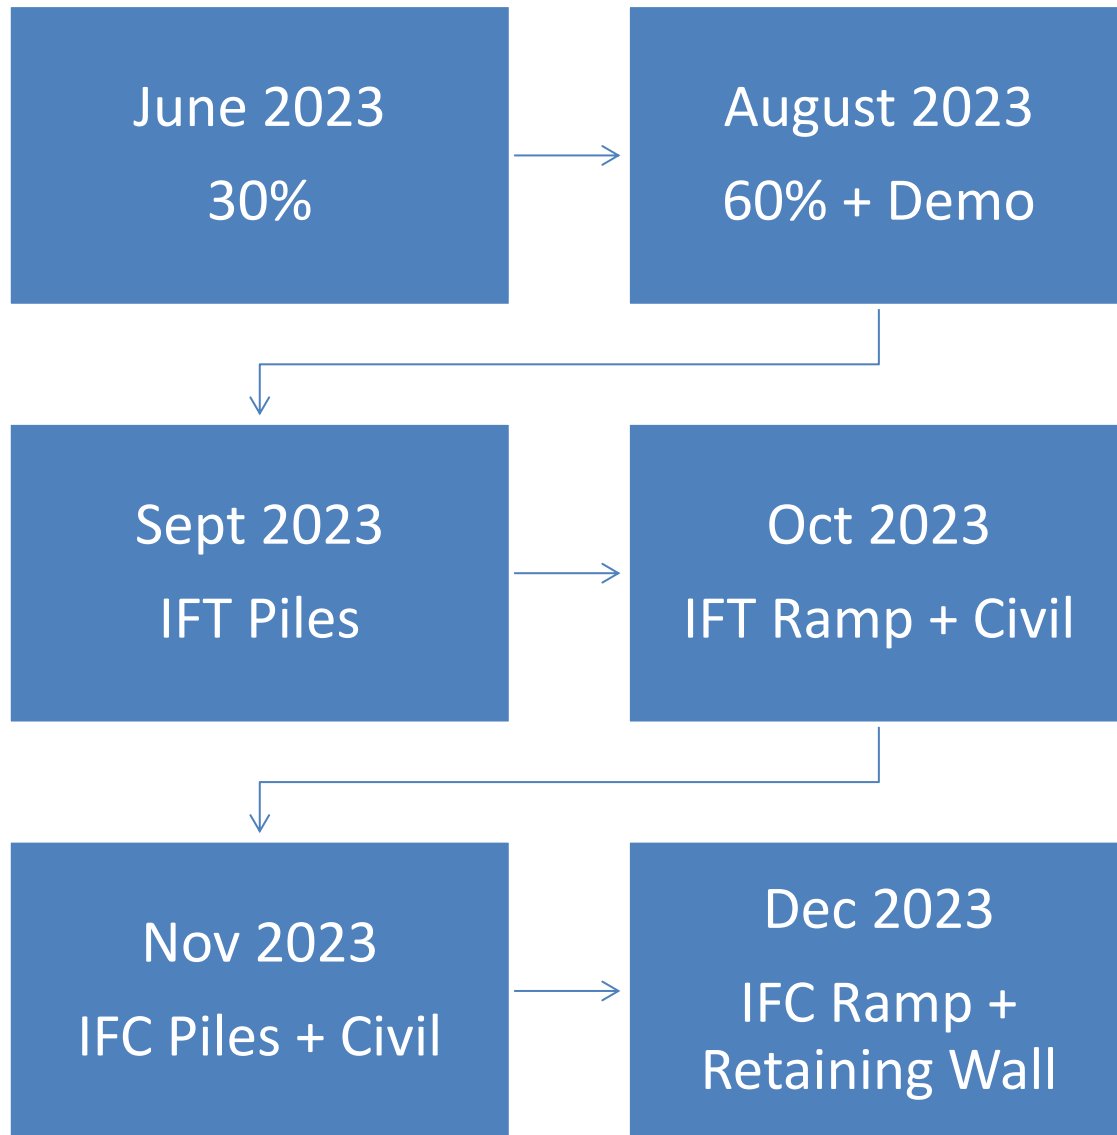 June 2023
30%
August 2023
60% + Demo
Sept 2023
IFT Piles
Oct 2023
IFT Ramp + Civil
Nov 2023
IFC Piles + Civil
Dec 2023
IFC Ramp +
Retaining Wall